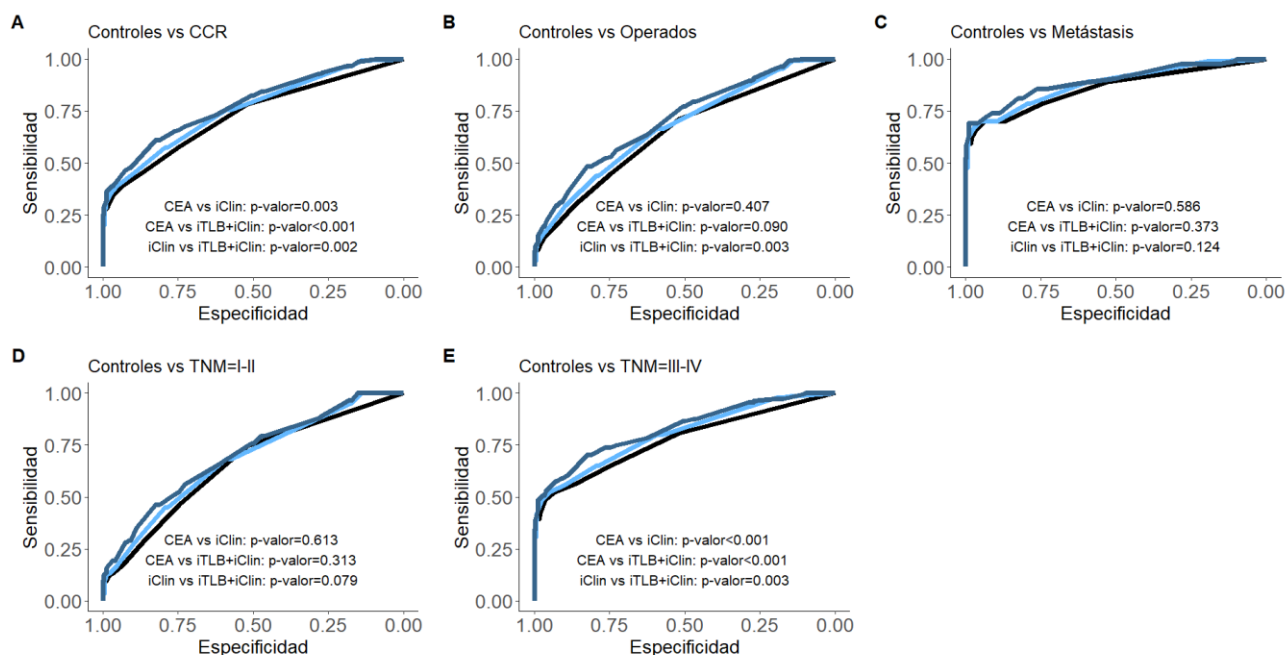 A
Controles vs CCR
1.00
0.75
0.50
0.25
0.00
Sensibilidad
CEA vs iClin: p-valor=0.003
CEA vs iTLB+iClin: p-valor<0.001
iClin vs iTLB+iClin: p-valor=0.002
1.00 0.75 0.50 0.25 0.00
Especificidad
B
Controles vs Operados
1.00
0.75
0.50
0.25
0.00
Sensibilidad
CEA vs iClin: p-valor=0.407
CEA vs iTLB+iClin: p-valor=0.090
iClin vs iTLB+iClin: p-valor=0.003
1.00 0.75 0.50 0.25 0.00
Especificidad
C
Controles vs Metástasis
1.00
0.75
0.50
0.25
0.00
Sensibilidad
CEA vs iClin: p-valor=0.586
CEA vs iTLB+iClin: p-valor=0.373
iClin vs iTLB+iClin: p-valor=0.124
1.00 0.75 0.50 0.25 0.00
Especificidad
D
Controles vs TNM=I-II
1.00
0.75
0.50
0.25
0.00
Sensibilidad
CEA vs iClin: p-valor=0.613
CEA vs iTLB+iClin: p-valor=0.313
iClin vs iTLB+iClin: p-valor=0.079
1.00 0.75 0.50 0.25 0.00
Especificidad
E
Controles vs TNM=III-IV
1.00
0.75
0.50
0.25
0.00
Sensibilidad
CEA vs iClin: p-valor<0.001
CEA vs iTLB+iClin: p-valor<0.001
iClin vs iTLB+iClin: p-valor=0.003
1.00 0.75 0.50 0.25 0.00
Especificidad